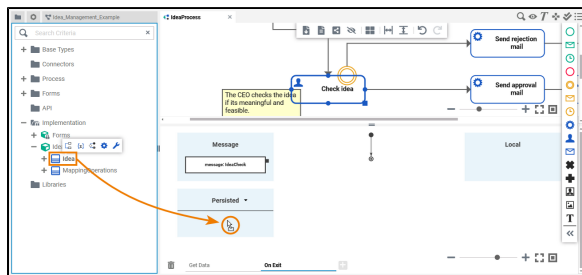 Idea_Management_Example
IdeaProcess
Search Criteria
Base Types
Connectors
Process
Forms
API
Implementation
Forms
Idea
MappingOperations
Libraries
Send rejection
mail
Check idea
Send approval
mail
The CEO checks the idea
if its meaningful and
feasible.
Message
message: IdeaCheck
Local
Persisted
Get Data
On Exit
T
T